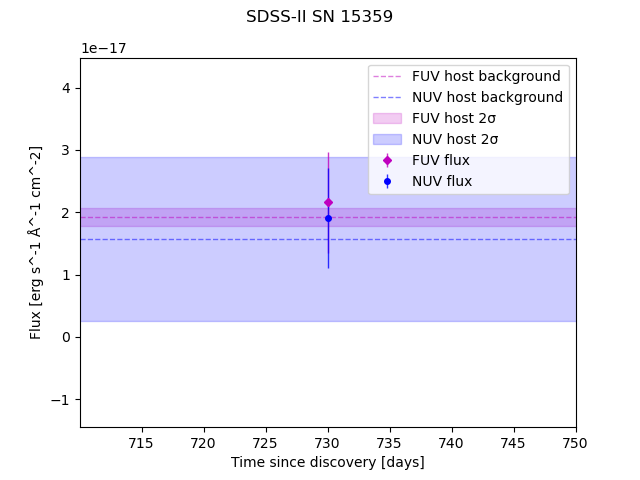 SDSS-II SN 15359
1e−17
FUV host background
NUV host background
FUV host 2σ
NUV host 2σ
FUV flux
NUV flux
4
3
2
1
0
−1
Flux [erg s^-1 Å^-1 cm^-2]
715 720 725 730 735 740 745 750
Time since discovery [days]